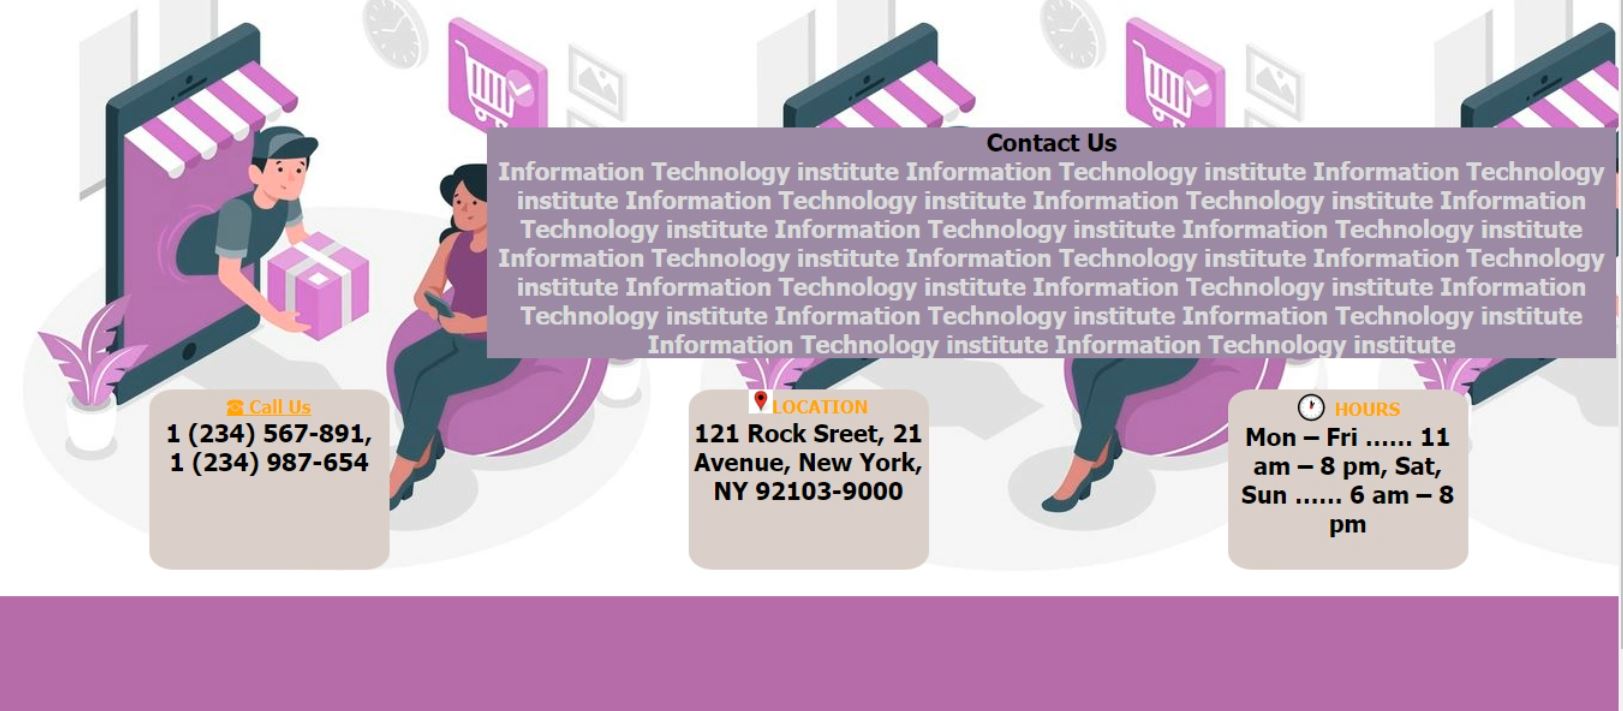 Contact Us
Information Technology institute Information Technology institute Information Technology
institute Information Technology institute Information Technology institute Information
Technology institute Information Technology institute Information Technology institute
Information Technology institute Information Technology institute Information Technology
institute Information Technology institute Information Technology institute Information
Technology institute Information Technology institute Information Technology institute
Information Technology institute Information Technology institute
☎ Call Us
1 (234) 567-891,
1 (234) 987-654
LOCATION
121 Rock Sreet, 21
Avenue, New York,
NY 92103-9000
HOURS
Mon – Fri ...... 11
am – 8 pm, Sat,
Sun ...... 6 am – 8
pm